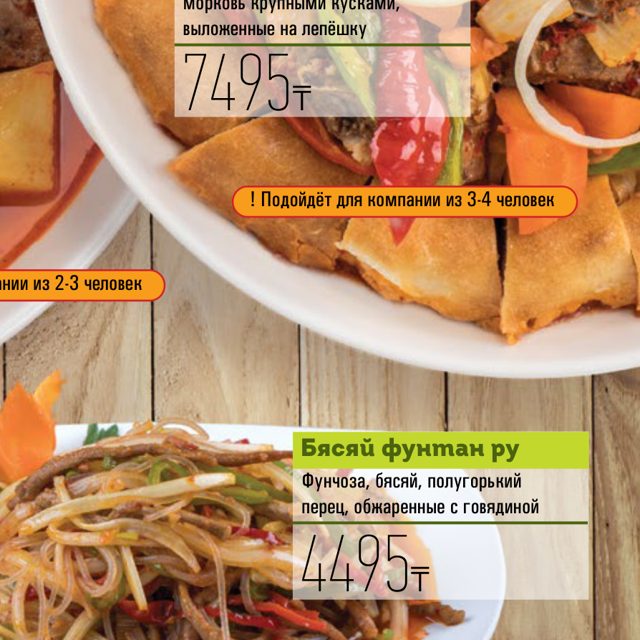 морковь крупными кусками,
выложенные на лепёшку
7495₸
! Подойдёт для компании из 3-4 человек
из 2-3 человек
Бясяй фунтан ру
Фунчоза, бясяй, полугорький
перец, обжаренные с говядиной
4495₸